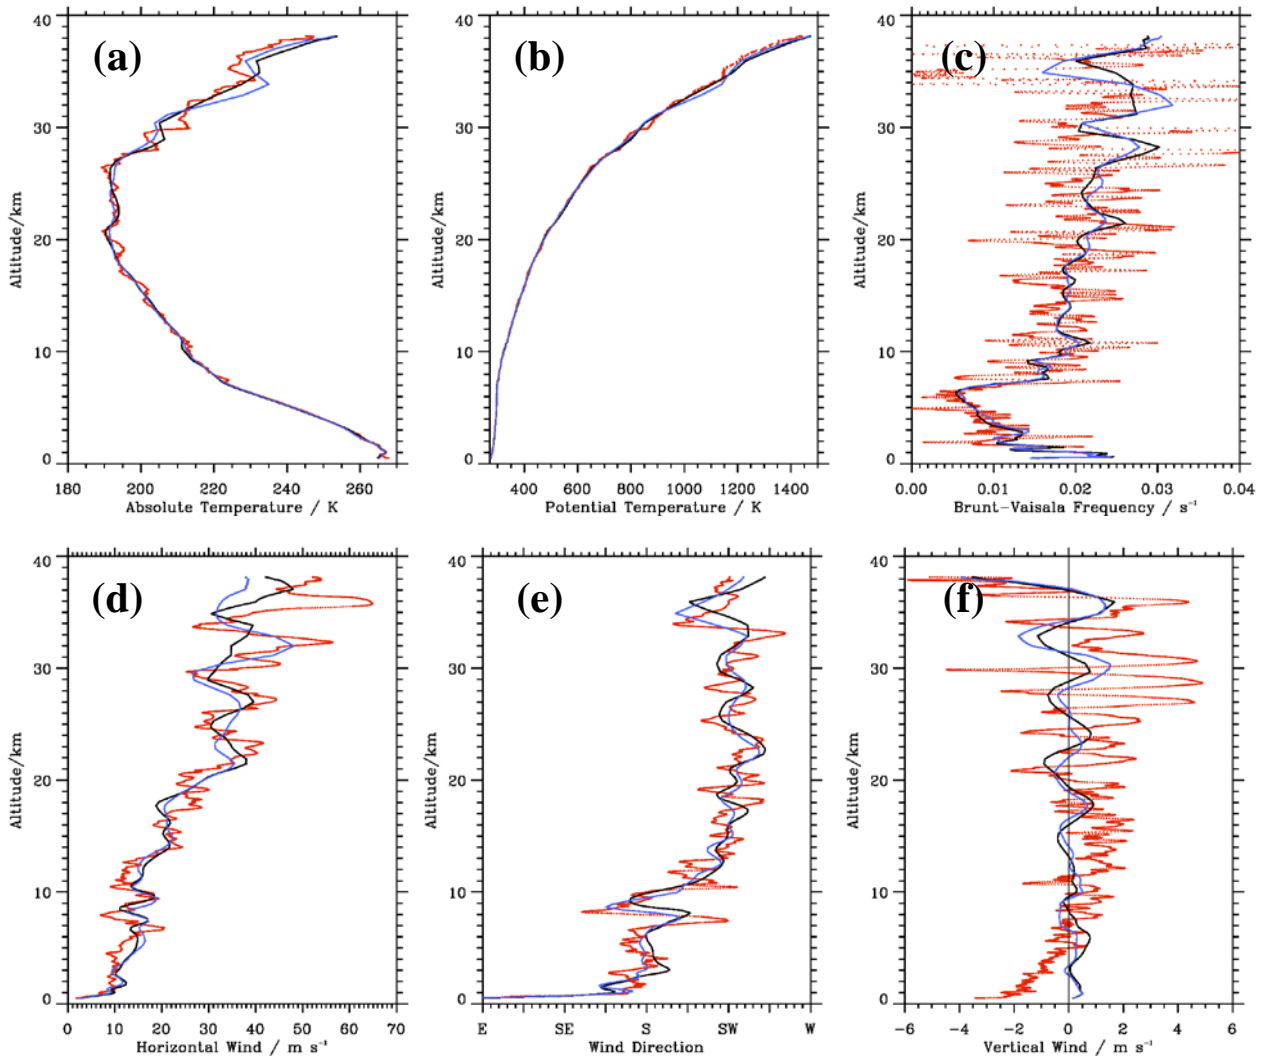 (a)
40
30
20
10
0
Altitude/km
180 200 220 240 260
Absolute Temperature / K
(b)
40
30
20
10
0
Altitude/km
400 600 800 1000 1200 1400
Potential Temperature / K
(c)
40
30
20
10
0
Altitude/km
0.00 0.01 0.02 0.03 0.04
Brunt-Vaisala Frequency / s⁻¹
(d)
40
30
20
10
0
Altitude/km
0 10 20 30 40 50 60 70
Horizontal Wind / m s⁻¹
(e)
40
30
20
10
0
Altitude/km
E SE S SW W
Wind Direction
(f)
40
30
20
10
0
Altitude/km
-6 -4 -2 0 2 4 6
Vertical Wind / m s⁻¹